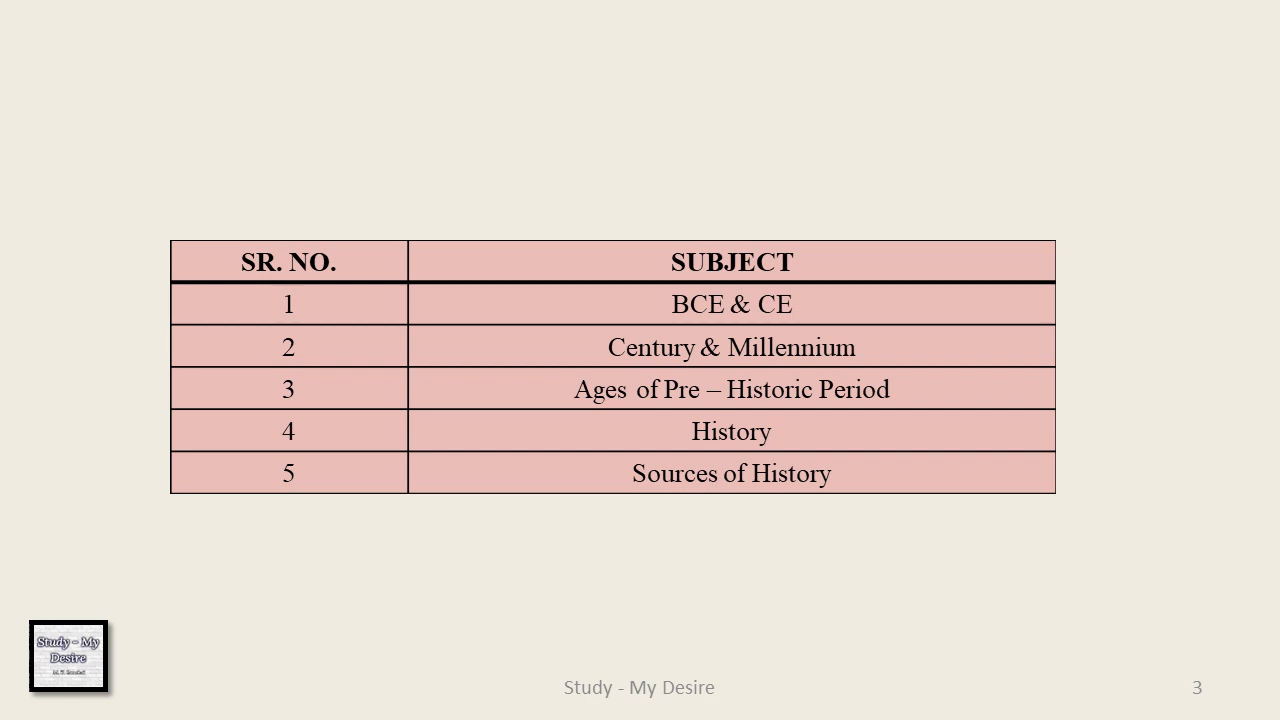 SR. NO. SUBJECT
1 BCE & CE
2 Century & Millennium
3 Ages of Pre – Historic Period
4 History
5 Sources of History
Study - My
Desire
Study - My Desire 3